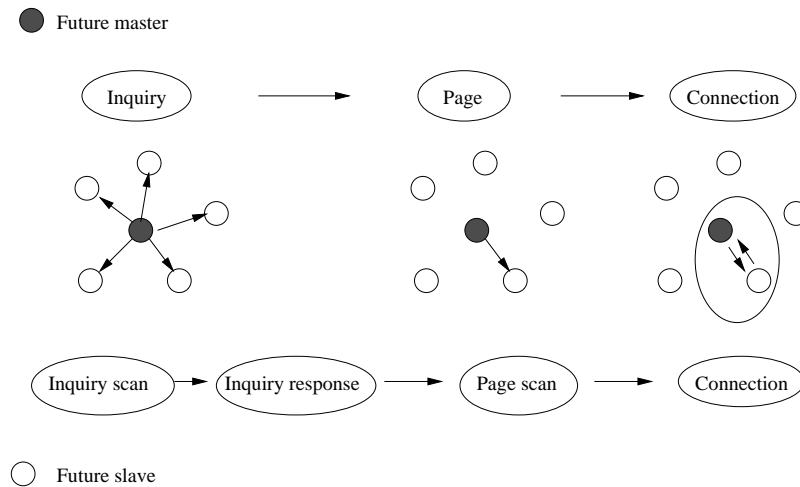 Future master
Inquiry
Page
Connection
Inquiry scan
Inquiry response
Page scan
Connection
Future slave